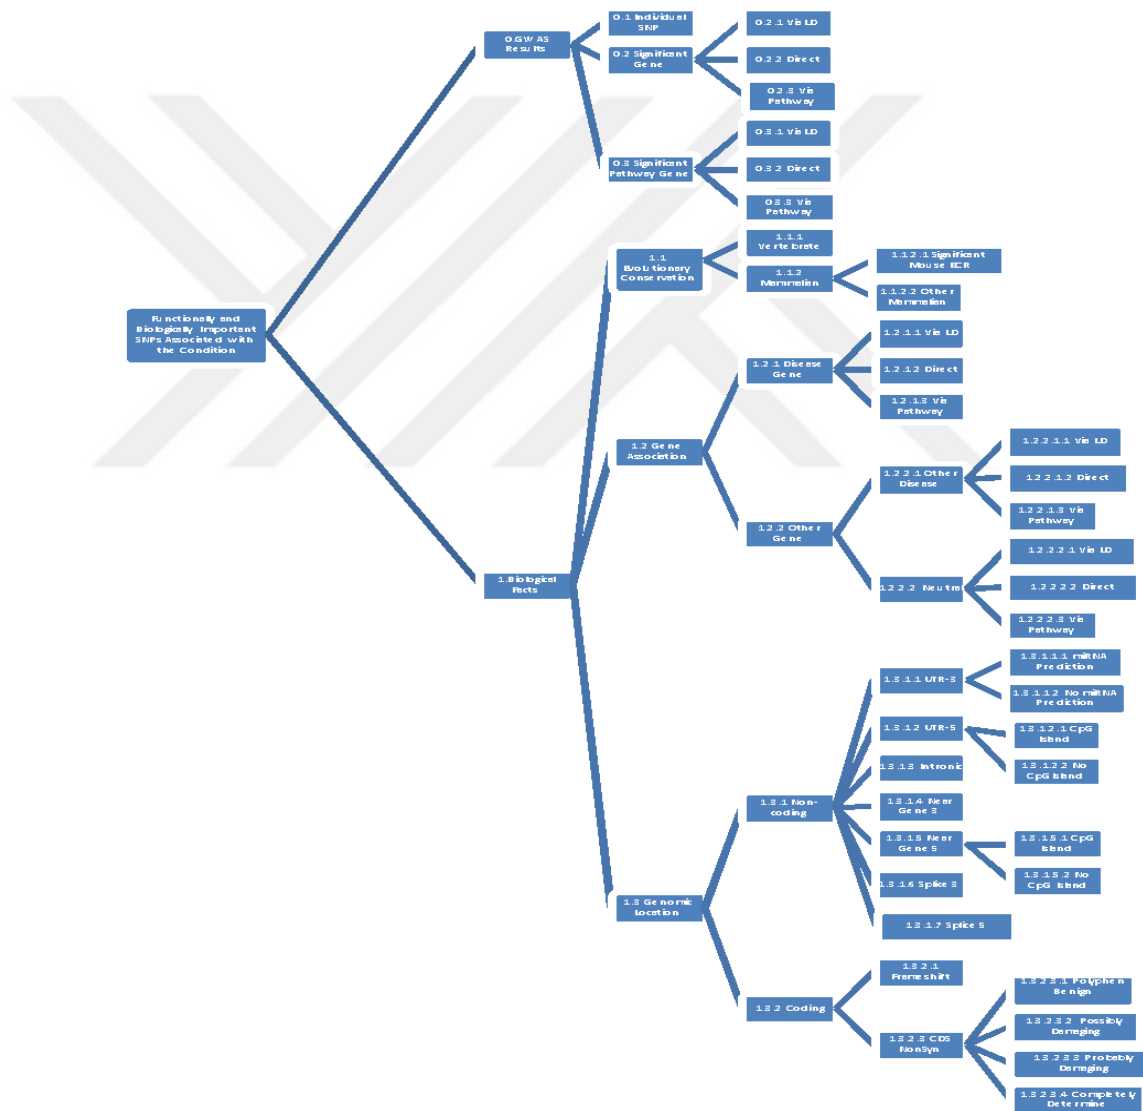 0.GWAS
Results
0.1 Individual
SNP
0.2 Significant
Gene
0.2.1 Via LD
0.2.2 Direct
0.2.3 Via
Pathway
0.3 Significant
Pathway Gene
0.3.1 Via LD
0.3.2 Direct
0.3.3 Via
Pathway
Functionally and
Biologically Important
SNPs Associated with
the Condition
1.Biological
Facts
1.1
Evolutionary
Conservation
1.1.1
Vertebrate
1.1.2
Mammalian
1.1.2.1 Significant
Mouse ECR
1.1.2.2 Other
Mammalian
1.2 Gene
Association
1.2.1 Disease
Gene
1.2.1.1 Via LD
1.2.1.2 Direct
1.2.1.3 Via
Pathway
1.2.2 Other
Gene
1.2.2.1 Other
Disease
1.2.2.1.1 Via LD
1.2.2.1.2 Direct
1.2.2.1.3 Via
Pathway
1.2.2.2 Neutral
1.2.2.2.1 Via LD
1.2.2.2.2 Direct
1.2.2.2.3 Via
Pathway
1.3 Genomic
Location
1.3.1 Non-
coding
1.3.1.1 UTR-3
1.3.1.1.1 miRNA
Prediction
1.3.1.1.2 No miRNA
Prediction
1.3.1.2 UTR-5
1.3.1.2.1 CpG
Island
1.3.1.2.2 No
CpG Island
1.3.1.3 Intronic
1.3.1.4 Near
Gene 3
1.3.1.5 Near
Gene 5
1.3.1.5.1 CpG
Island
1.3.1.5.2 No
CpG Island
1.3.1.6 Splice 3
1.3.1.7 Splice 5
1.3.2 Coding
1.3.2.1
Frameshift
1.3.2.3 CDS
NonSyn
1.3.2.3.1 Polyphen
Benign
1.3.2.3.2 Possibly
Damaging
1.3.2.3.3 Probably
Damaging
1.3.2.3.4 Completely
Determine